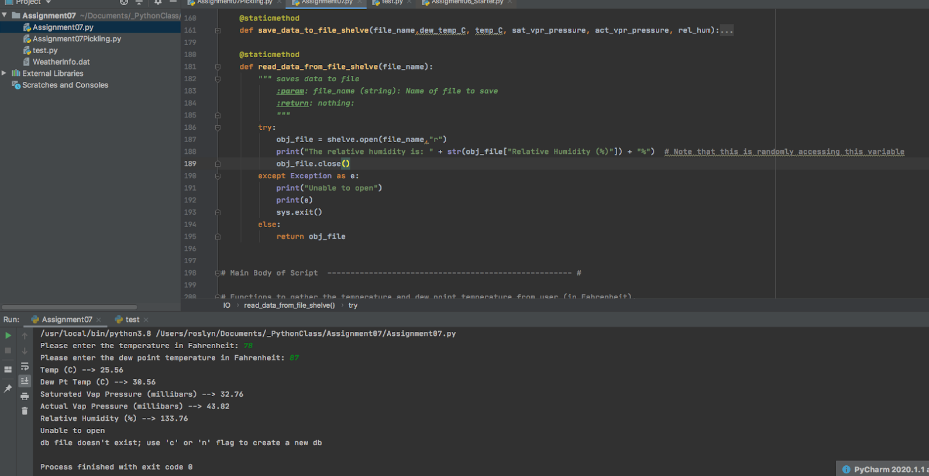 Project
Assignment07Pickling.py
Assignment07.py
test.py
Assignment06_Starter.py
Assignment07 ~/Documents/_PythonClass/
Assignment07.py
Assignment07Pickling.py
test.py
WeatherInfo.dat
External Libraries
Scratches and Consoles
160 @staticmethod
161 def save_data_to_file_shelve(file_name,dew_temp_C, temp_C, sat_vpr_pressure, act_vpr_pressure, rel_hum):...
179
180 @staticmethod
181 def read_data_from_file_shelve(file_name):
182 """ saves data to file
183 :param: file_name (string): Name of file to save
184 :return: nothing:
185 """
186 try:
187 obj_file = shelve.open(file_name,"r")
188 print("The relative humidity is: " + str(obj_file["Relative Humidity (%)"]) + "%") # Note that this is randomly accessing this variable
189 obj_file.close()
190 except Exception as e:
191 print("Unable to open")
192 print(e)
193 sys.exit()
194 else:
195 return obj_file
196
197
198 # Main Body of Script ------------------------------------------------------- #
199
200 # Functions to gather the temperature and dew point temperature from user (in Fahrenheit)
IO › read_data_from_file_shelve() › try
Run: Assignment07 test
/usr/local/bin/python3.8 /Users/roslyn/Documents/_PythonClass/Assignment07/Assignment07.py
Please enter the temperature in Fahrenheit: 78
Please enter the dew point temperature in Fahrenheit: 87
Temp (C) --> 25.56
Dew Pt Temp (C) --> 30.56
Saturated Vap Pressure (millibars) --> 32.76
Actual Vap Pressure (millibars) --> 43.82
Relative Humidity (%) --> 133.76
Unable to open
db file doesn't exist; use 'c' or 'n' flag to create a new db
Process finished with exit code 0
PyCharm 2020.1.1 a